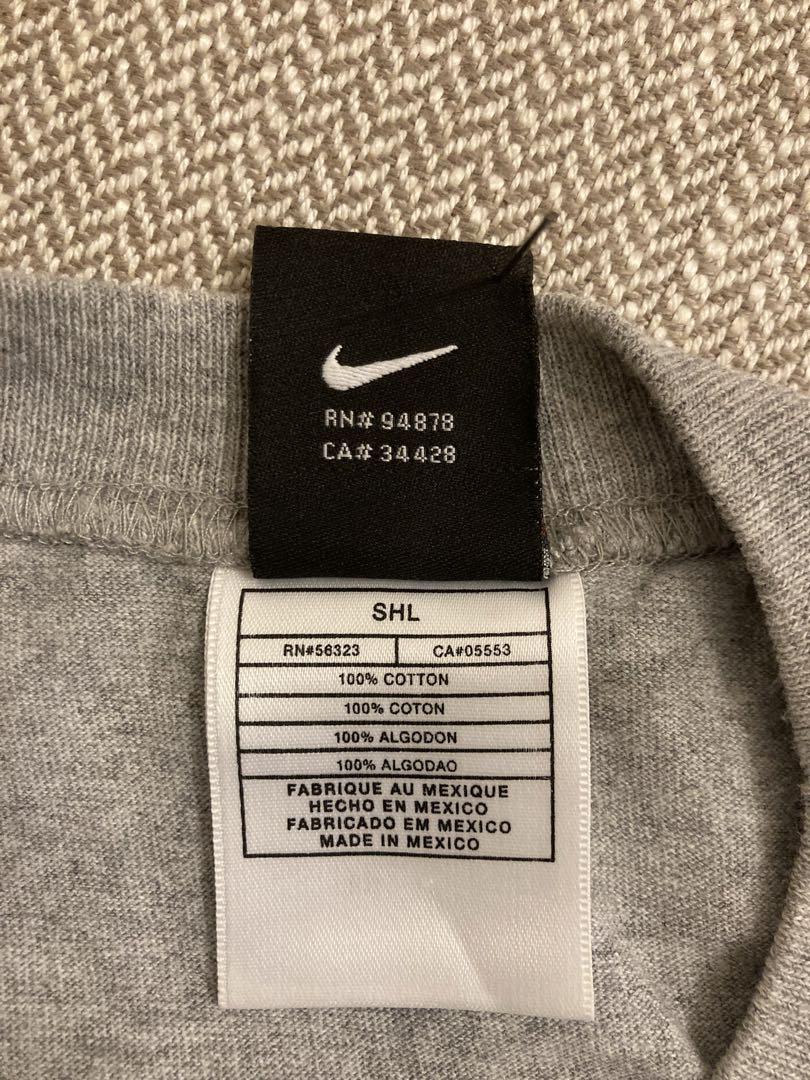 RN# 94878
CA# 34428
SHL
RN#56323 CA#05553
100% COTTON
100% COTON
100% ALGODON
100% ALGODAO
FABRIQUE AU MEXIQUE
HECHO EN MEXICO
FABRICADO EM MEXICO
MADE IN MEXICO